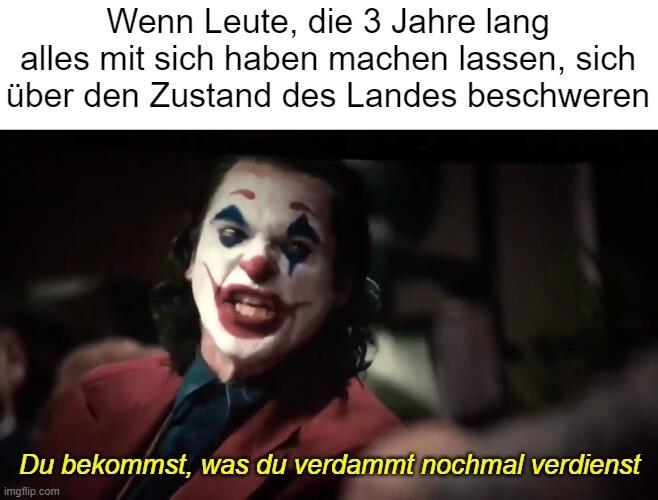 Wenn Leute, die 3 Jahre lang
alles mit sich haben machen lassen, sich
über den Zustand des Landes beschweren
Du bekommst, was du verdammt nochmal verdienst
imgflip.com